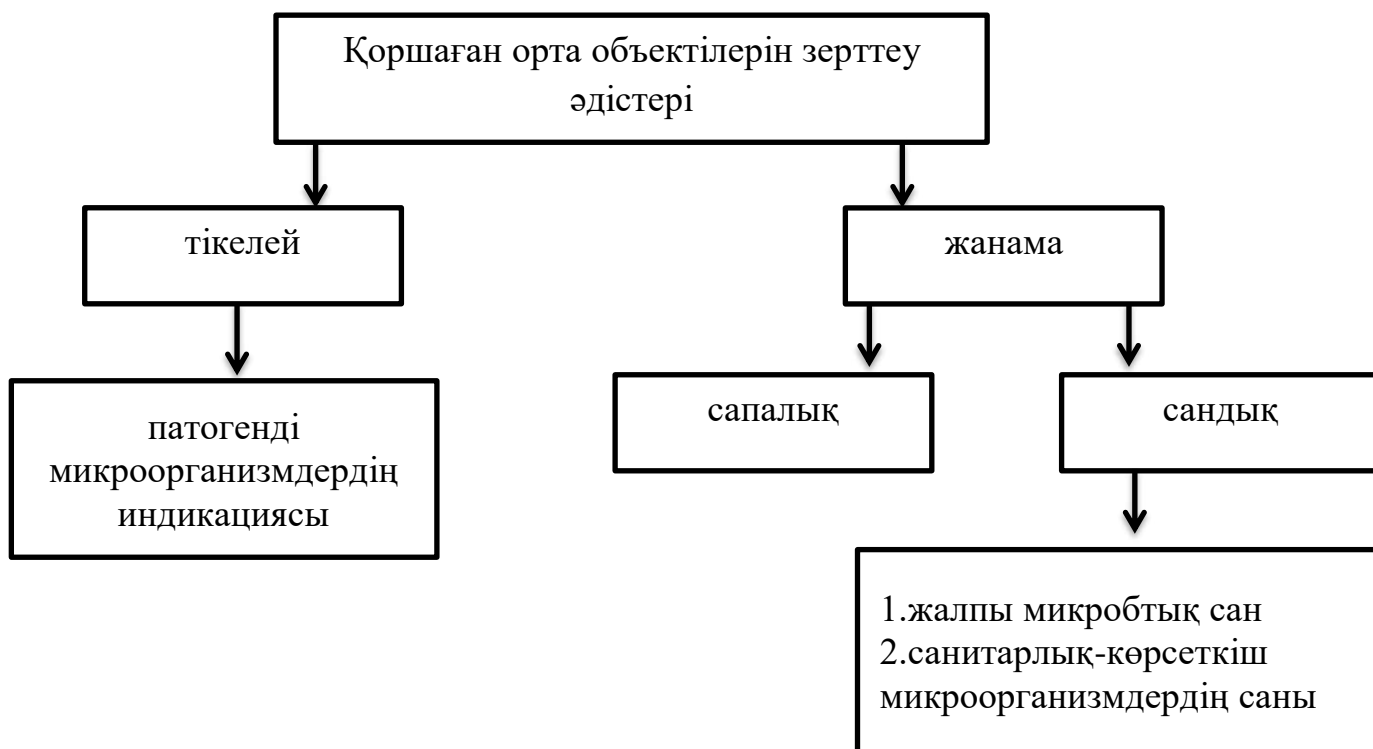 Қоршаған орта объектілерін зерттеу
әдістері
тікелей
жанама
патогенді
микроорганизмдердің
индикациясы
сапалық
сандық
1.жалпы микробтық сан
2.санитарлық-көрсеткіш
микроорганизмдердің саны